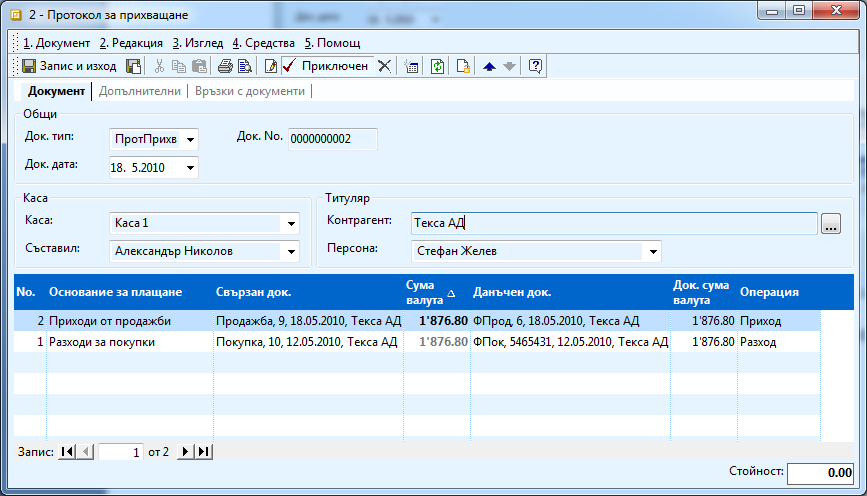 2 - Протокол за прихващане
1. Документ 2. Редакция 3. Изглед 4. Средства 5. Помощ
Запис и изход Приключен
Документ Допълнителни Връзки с документи
Общи
Док. тип: ПротПрихв Док. No. 0000000002
Док. дата: 18. 5.2010
Каса Титуляр
Каса: Каса 1 Контрагент: Текса АД ...
Съставил: Александър Николов Персона: Стефан Желев
No. Основание за плащане Свързан док. Сума валута Данъчен док. Док. сума валута Операция
2 Приходи от продажби Продажба, 9, 18.05.2010, Текса АД 1'876.80 ФПрод, 6, 18.05.2010, Текса АД 1'876.80 Приход
1 Разходи за покупки Покупка, 10, 12.05.2010, Текса АД 1'876.80 ФПок, 5465431, 12.05.2010, Текса АД 1'876.80 Разход
Запис: 1 от 2
Стойност: 0.00